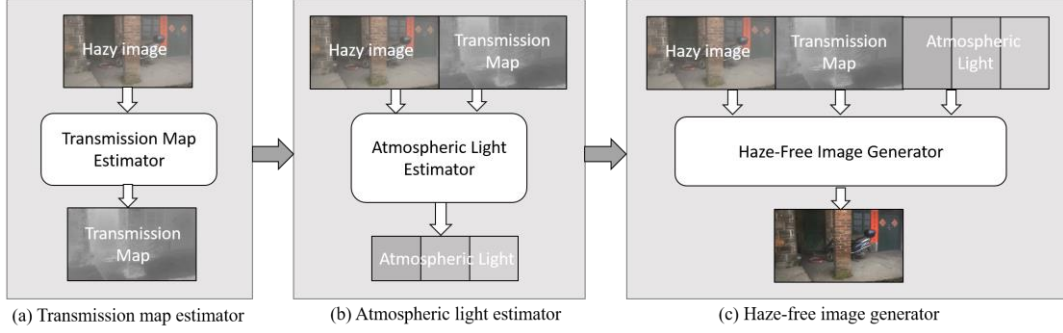 Hazy image
Transmission Map
Estimator
Transmission
Map
(a) Transmission map estimator
Hazy image
Transmission
Map
Atmospheric Light
Estimator
Atmospheric Light
(b) Atmospheric light estimator
Hazy image
Transmission
Map
Atmospheric
Light
Haze-Free Image Generator
(c) Haze-free image generator